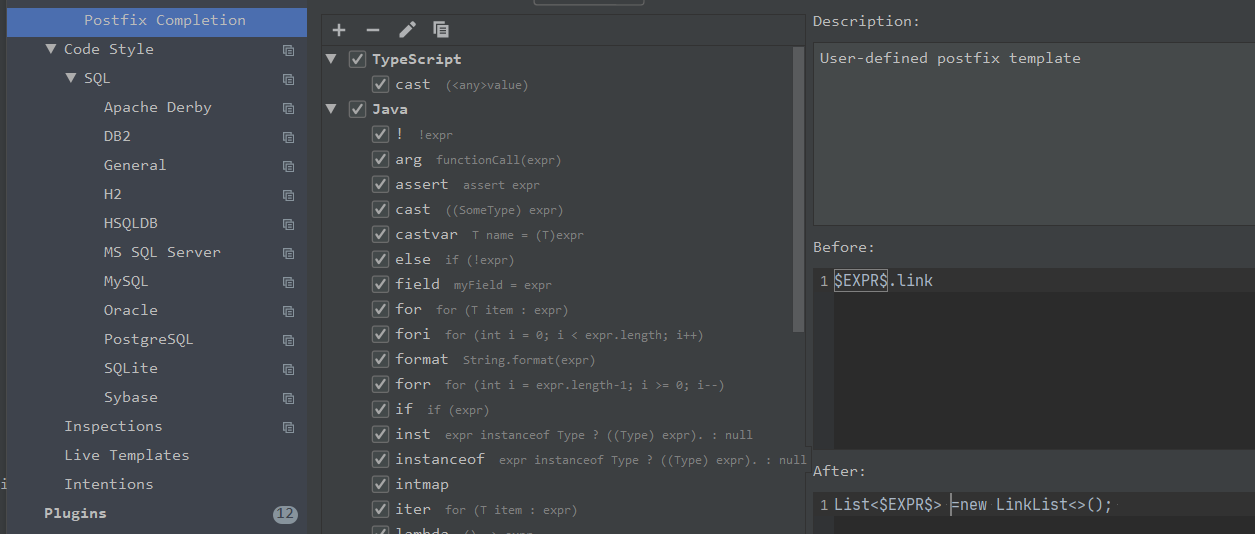 Postfix Completion
Code Style
SQL
Apache Derby
DB2
General
H2
HSQLDB
MS SQL Server
MySQL
Oracle
PostgreSQL
SQLite
Sybase
Inspections
Live Templates
Intentions
i
Plugins 12
TypeScript
cast (<any>value)
Java
! !expr
arg functionCall(expr)
assert assert expr
cast ((SomeType) expr)
castvar T name = (T)expr
else if (!expr)
field myField = expr
for for (T item : expr)
fori for (int i = 0; i < expr.length; i++)
format String.format(expr)
forr for (int i = expr.length-1; i >= 0; i--)
if if (expr)
inst expr instanceof Type ? ((Type) expr). : null
instanceof expr instanceof Type ? ((Type) expr). : null
intmap
iter for (T item : expr)
lambda () -> expr
Description:
User-defined postfix template
Before:
1 $EXPR$.link
After:
1 List<$EXPR$> =new LinkList<>();